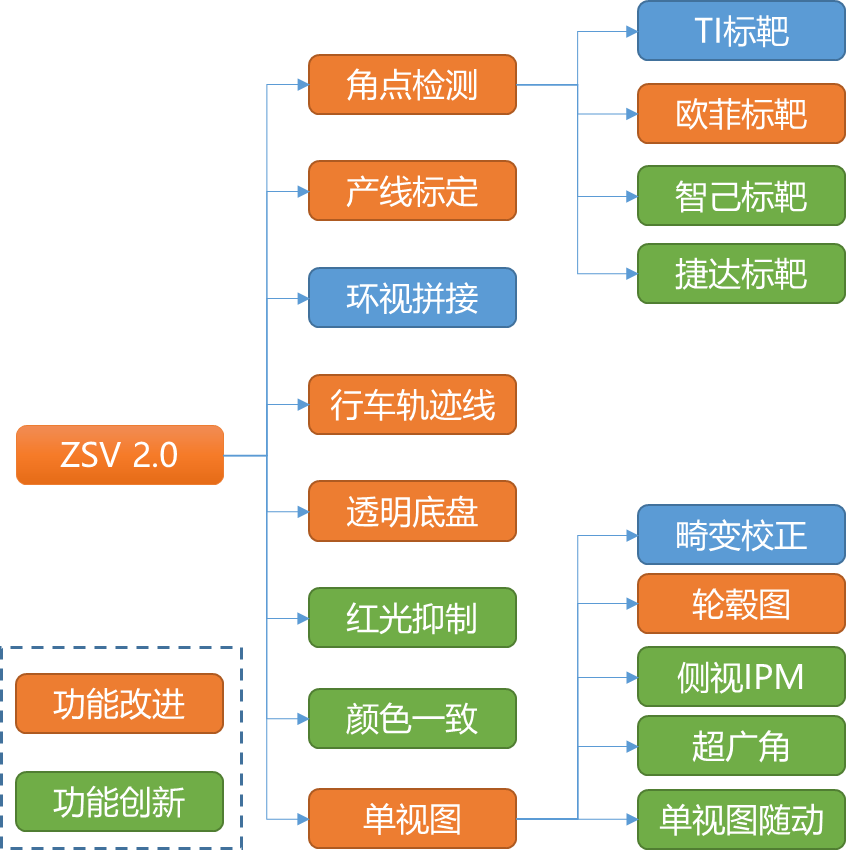 TI标靶
角点检测
欧菲标靶
产线标定
智己标靶
捷达标靶
环视拼接
行车轨迹线
ZSV 2.0
透明底盘
畸变校正
轮毂图
红光抑制
侧视IPM
功能改进
颜色一致
超广角
功能创新
单视图
单视图随动